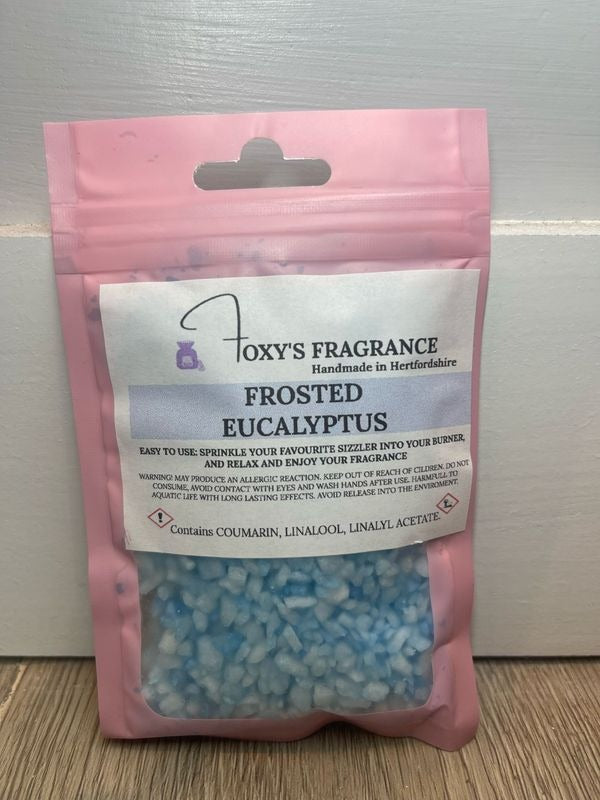 FOXY'S FRAGRANCE
Handmade in Hertfordshire
FROSTED
EUCALYPTUS
EASY TO USE: SPRINKLE YOUR FAVOURITE SIZZLER INTO YOUR BURNER,
AND RELAX AND ENJOY YOUR FRAGRANCE
WARNING! MAY PRODUCE AN ALLERGIC REACTION. KEEP OUT OF REACH OF CILDREN. DO NOT
CONSUME, AVOID CONTACT WITH EYES AND WASH HANDS AFTER USE. HARMFULL TO
AQUATIC LIFE WITH LONG LASTING EFFECTS. AVOID RELEASE INTO THE ENVIROMENT.
Contains COUMARIN, LINALOOL, LINALYL ACETATE.